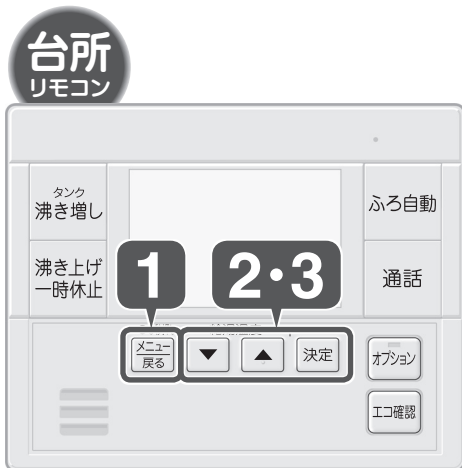 台所
リモコン
タンク
沸き増し
沸き上げ
一時休止
ふろ自動
通話
1
2・3
メニュー
戻る
▼
▲
決定
オプション
エコ確認